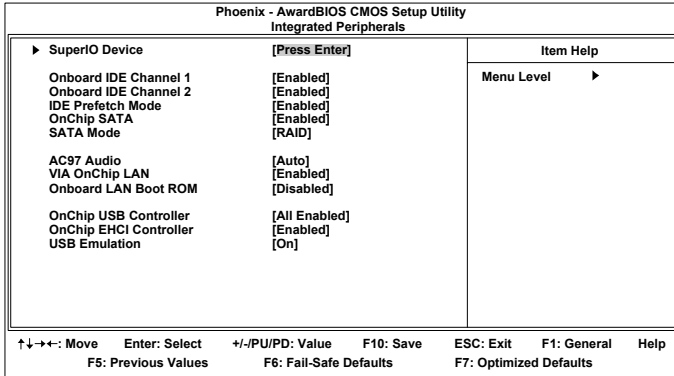 Phoenix - AwardBIOS CMOS Setup Utility
Integrated Peripherals
▶ SuperIO Device [Press Enter]
Item Help
Menu Level ▶
Onboard IDE Channel 1 [Enabled]
Onboard IDE Channel 2 [Enabled]
IDE Prefetch Mode [Enabled]
OnChip SATA [Enabled]
SATA Mode [RAID]
AC97 Audio [Auto]
VIA OnChip LAN [Enabled]
Onboard LAN Boot ROM [Disabled]
OnChip USB Controller [All Enabled]
OnChip EHCI Controller [Enabled]
USB Emulation [On]
↑↓→←: Move Enter: Select +/-/PU/PD: Value F10: Save ESC: Exit F1: General Help
F5: Previous Values F6: Fail-Safe Defaults F7: Optimized Defaults